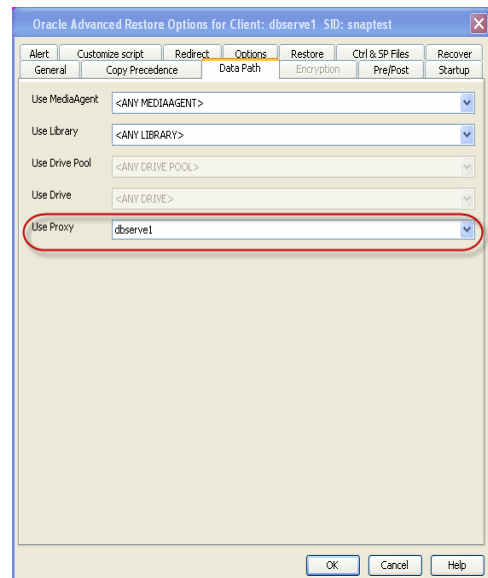 Oracle Advanced Restore Options for Client: dbserve1 SID: snaptest
Alert Customize script Redirect Options Restore Ctrl & SP Files Recover
General Copy Precedence Data Path Encryption Pre/Post Startup
Use MediaAgent <ANY MEDIAAGENT>
Use Library <ANY LIBRARY>
Use Drive Pool <ANY DRIVE POOL>
Use Drive <ANY DRIVE>
Use Proxy dbserve1
OK Cancel Help